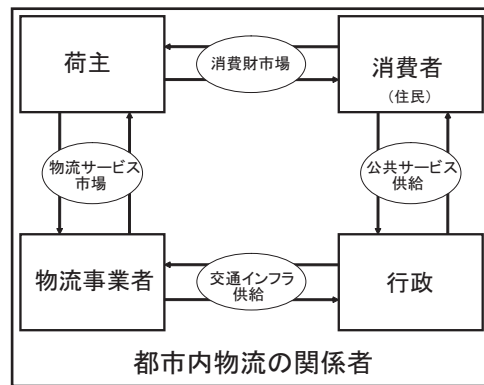 荷主
消費財市場
消費者
(住民)
物流サービス
市場
公共サービス
供給
物流事業者
交通インフラ
供給
行政
都市内物流の関係者